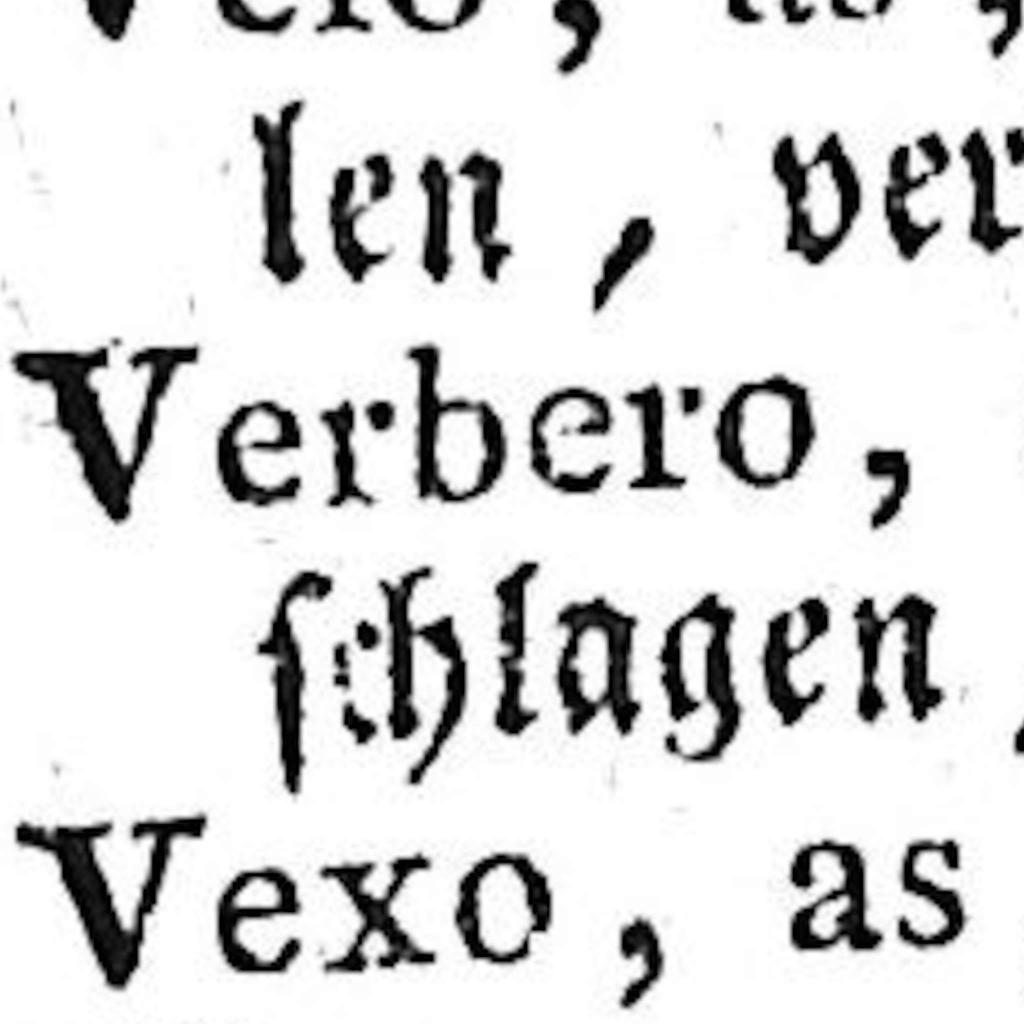 len, ver
Verbero,
ſchlagen
Vexo, as